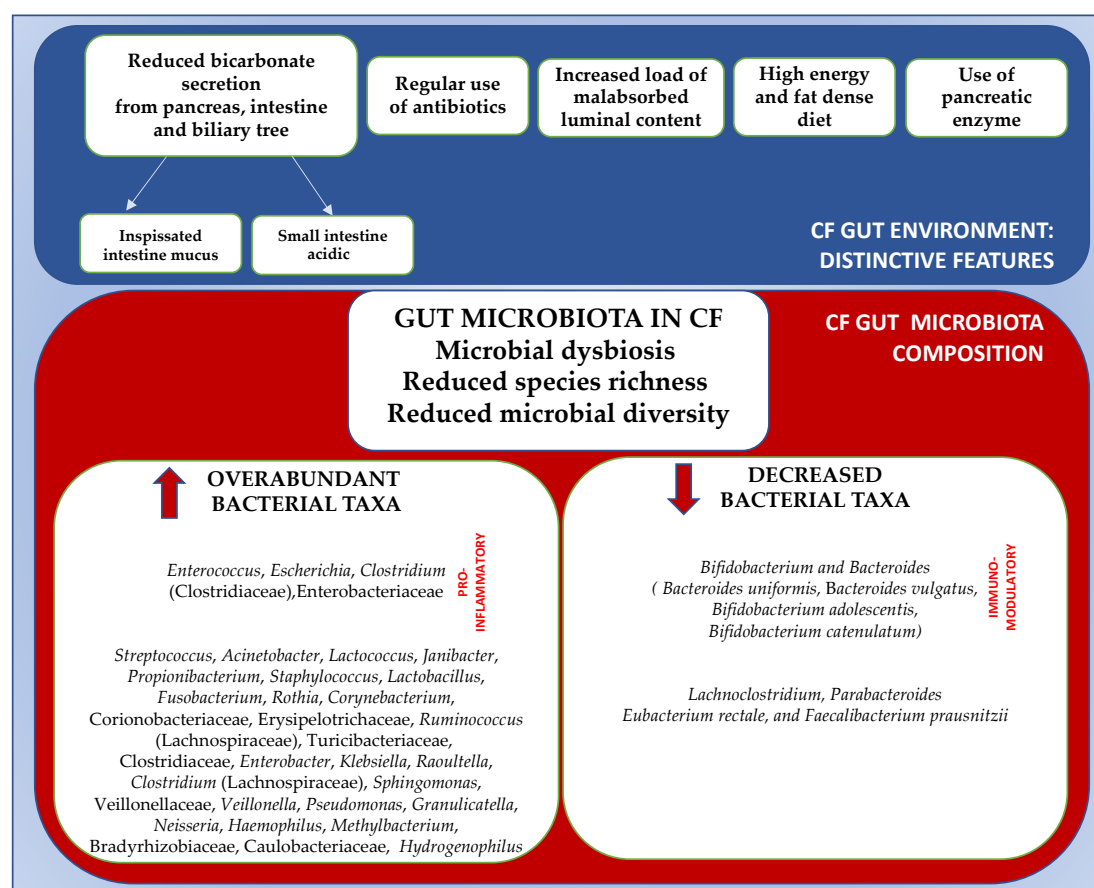 Reduced bicarbonate
secretion
from pancreas, intestine
and biliary tree
Regular use
of antibiotics
Increased load of
malabsorbed
luminal content
High energy
and fat dense
diet
Use of
pancreatic
enzyme
Inspissated
intestine mucus
Small intestine
acidic
CF GUT ENVIRONMENT:
DISTINCTIVE FEATURES
GUT MICROBIOTA IN CF
Microbial dysbiosis
Reduced species richness
Reduced microbial diversity
CF GUT MICROBIOTA
COMPOSITION
OVERABUNDANT
BACTERIAL TAXA
Enterococcus, Escherichia, Clostridium
(Clostridiaceae),Enterobacteriaceae
PRO-
INFLAMMATORY
Streptococcus, Acinetobacter, Lactococcus, Janibacter,
Propionibacterium, Staphylococcus, Lactobacillus,
Fusobacterium, Rothia, Corynebacterium,
Corionobacteriaceae, Erysipelotrichaceae, Ruminococcus
(Lachnospiraceae), Turicibacteriaceae,
Clostridiaceae, Enterobacter, Klebsiella, Raoultella,
Clostridium (Lachnospiraceae), Sphingomonas,
Veillonellaceae, Veillonella, Pseudomonas, Granulicatella,
Neisseria, Haemophilus, Methylbacterium,
Bradyrhizobiaceae, Caulobacteriaceae, Hydrogenophilus
DECREASED
BACTERIAL TAXA
Bifidobacterium and Bacteroides
( Bacteroides uniformis, Bacteroides vulgatus,
Bifidobacterium adolescentis,
Bifidobacterium catenulatum)
IMMUNO-
MODULATORY
Lachnoclostridium, Parabacteroides
Eubacterium rectale, and Faecalibacterium prausnitzii